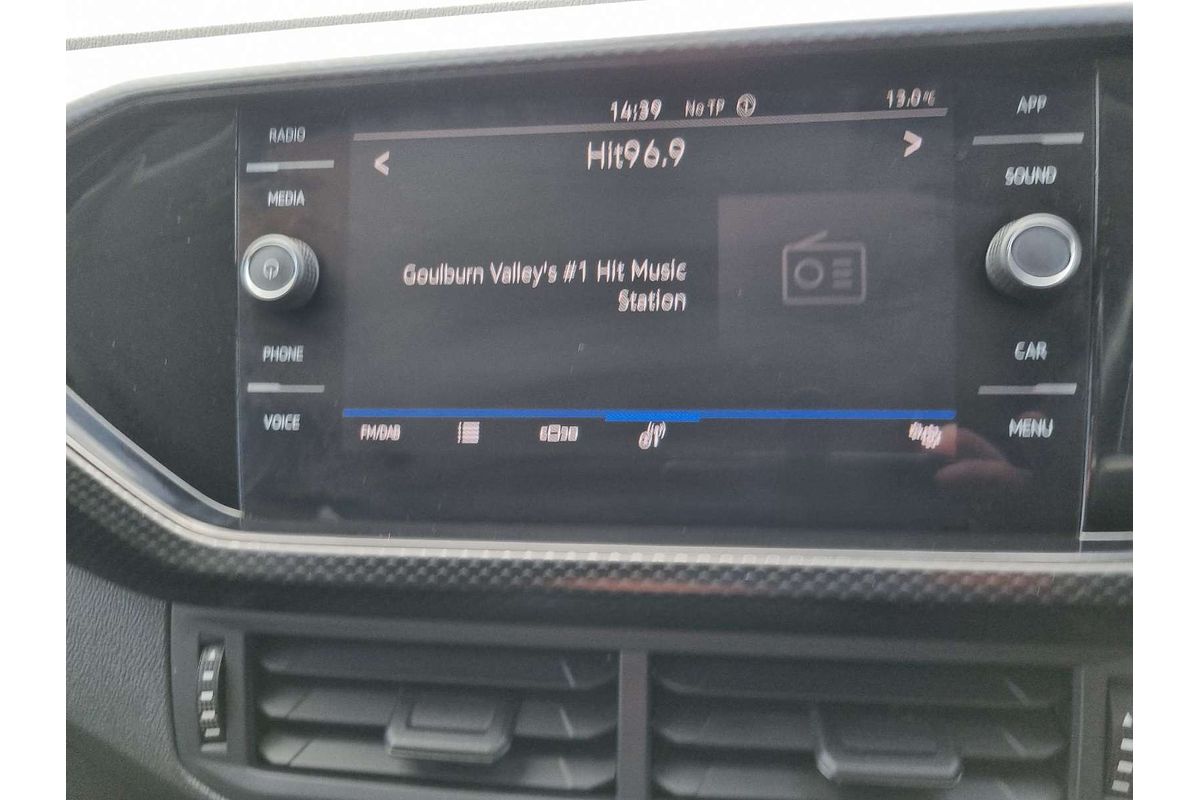 14:39 No TP 13.0°C
RADIO
MEDIA
PHONE
VOICE
Hit96.9
Goulburn Valley's #1 Hit Music
Station
FM/DAB
APP
SOUND
CAR
MENU